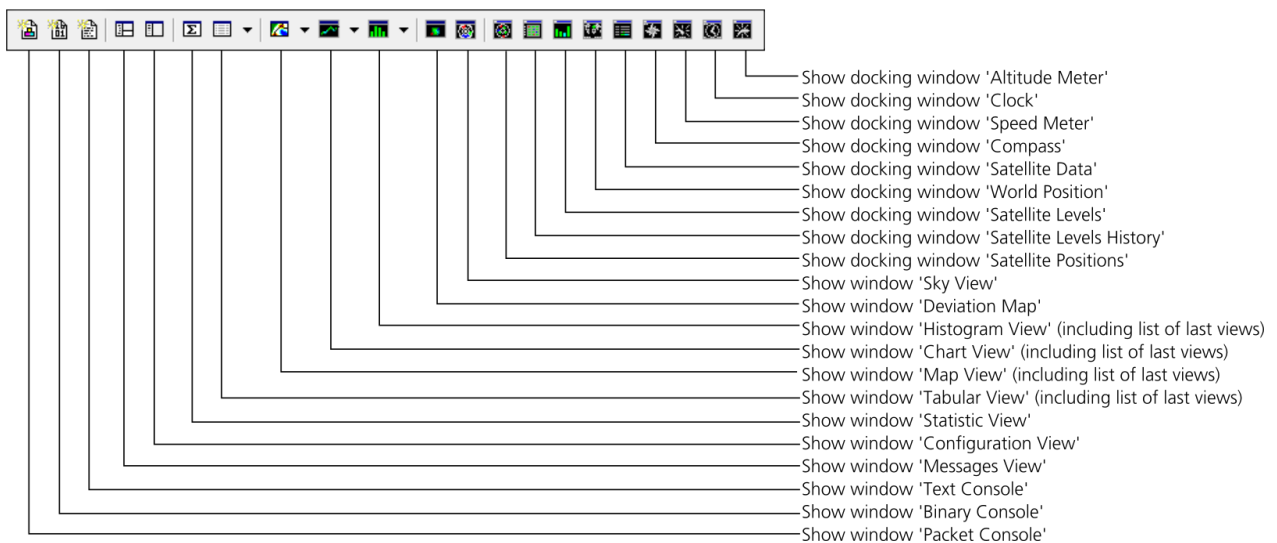 Show docking window 'Altitude Meter'
Show docking window 'Clock'
Show docking window 'Speed Meter'
Show docking window 'Compass'
Show docking window 'Satellite Data'
Show docking window 'World Position'
Show docking window 'Satellite Levels'
Show docking window 'Satellite Levels History'
Show docking window 'Satellite Positions'
Show window 'Sky View'
Show window 'Deviation Map'
Show window 'Histogram View' (including list of last views)
Show window 'Chart View' (including list of last views)
Show window 'Map View' (including list of last views)
Show window 'Tabular View' (including list of last views)
Show window 'Statistic View'
Show window 'Configuration View'
Show window 'Messages View'
Show window 'Text Console'
Show window 'Binary Console'
Show window 'Packet Console'